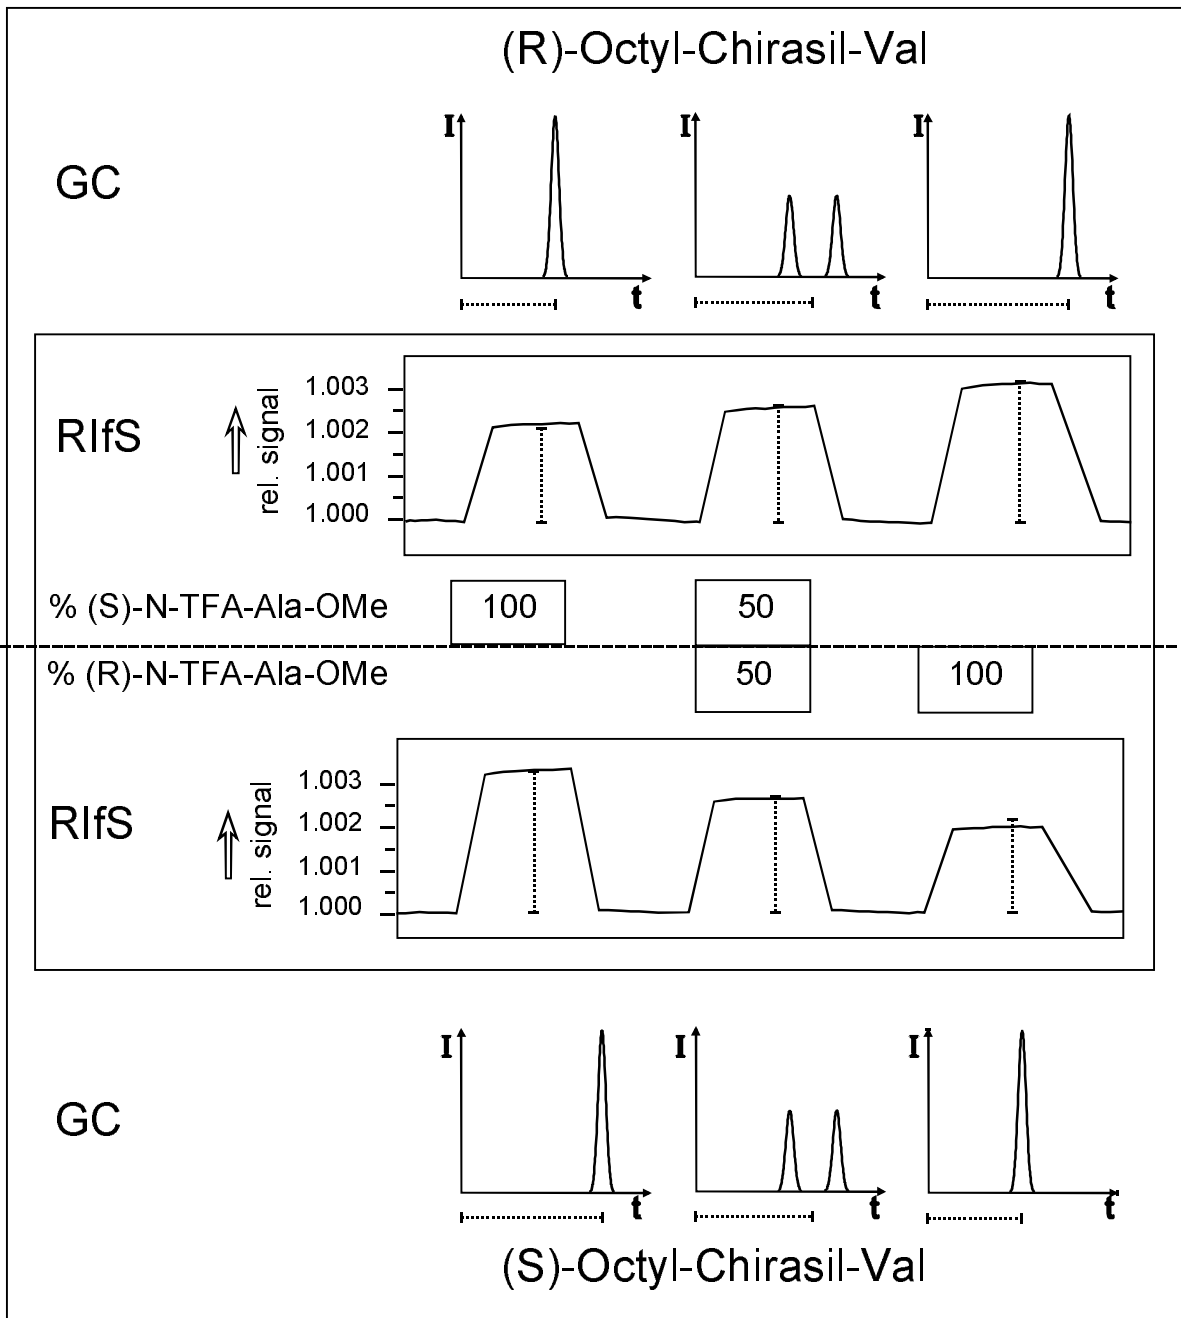 (R)-Octyl-Chirasil-Val
I I I
GC
t t t
RIfS
rel. signal
1.003
1.002
1.001
1.000
% (S)-N-TFA-Ala-OMe 100 50
% (R)-N-TFA-Ala-OMe 50 100
RIfS
rel. signal
1.003
1.002
1.001
1.000
I I I
GC
t t t
(S)-Octyl-Chirasil-Val